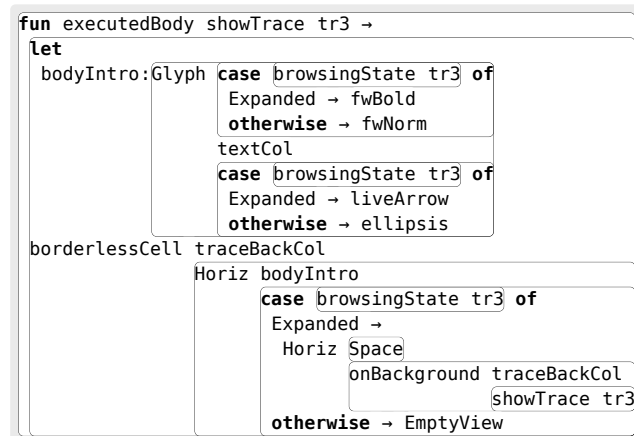 fun executedBody showTrace tr3 →
let
bodyIntro:Glyph case browsingState tr3 of
Expanded → fwBold
otherwise → fwNorm
textCol
case browsingState tr3 of
Expanded → liveArrow
otherwise → ellipsis
borderlessCell traceBackCol
Horiz bodyIntro
case browsingState tr3 of
Expanded →
Horiz Space
onBackground traceBackCol
showTrace tr3
otherwise → EmptyView